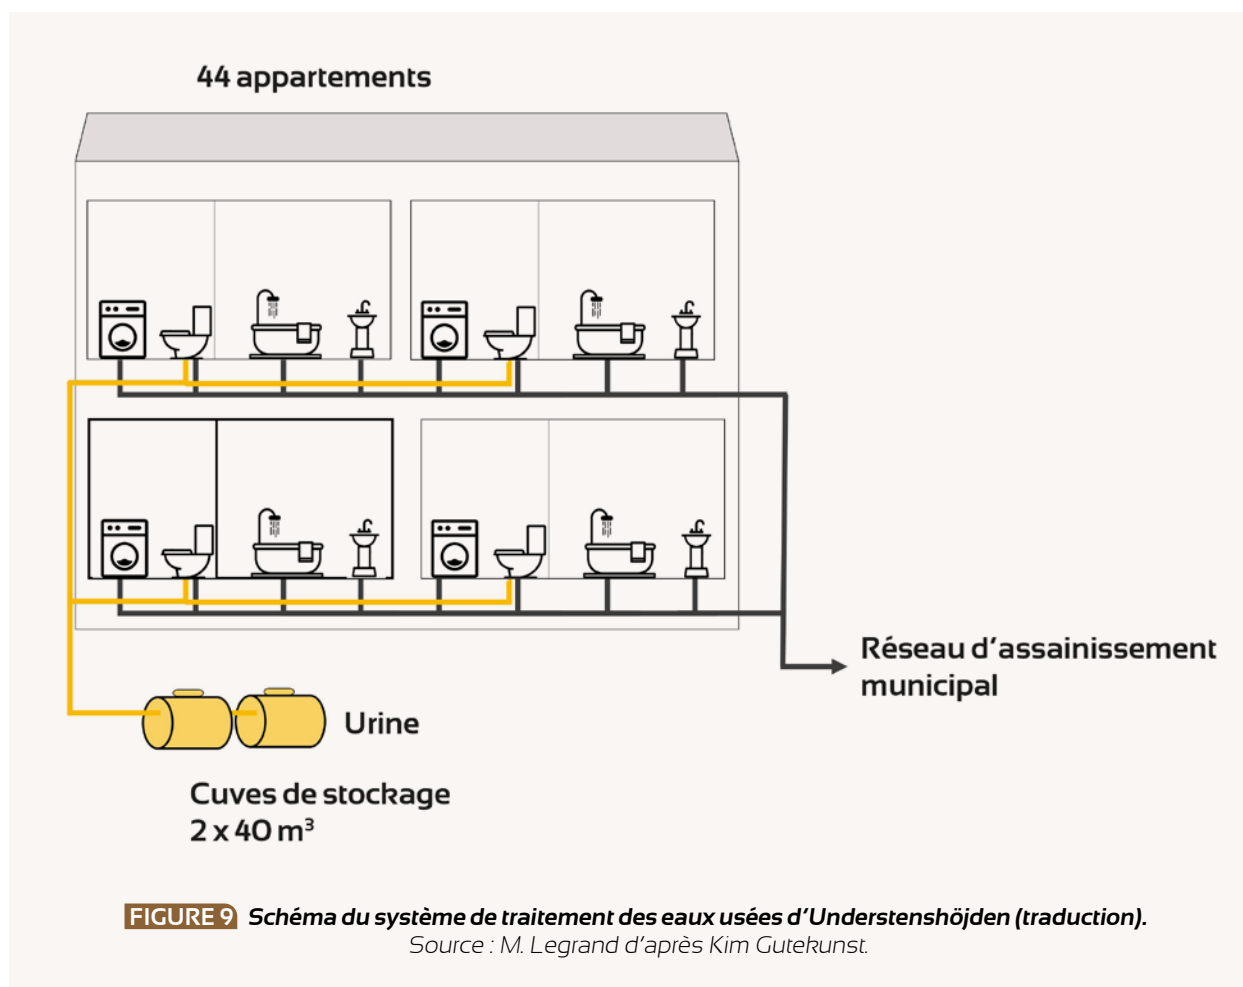 44 appartements
Réseau d'assainissement
municipal
Urine
Cuves de stockage
2 x 40 m³
FIGURE 9 Schéma du système de traitement des eaux usées d'Understenshöjden (traduction).
Source : M. Legrand d'après Kim Gutekunst.